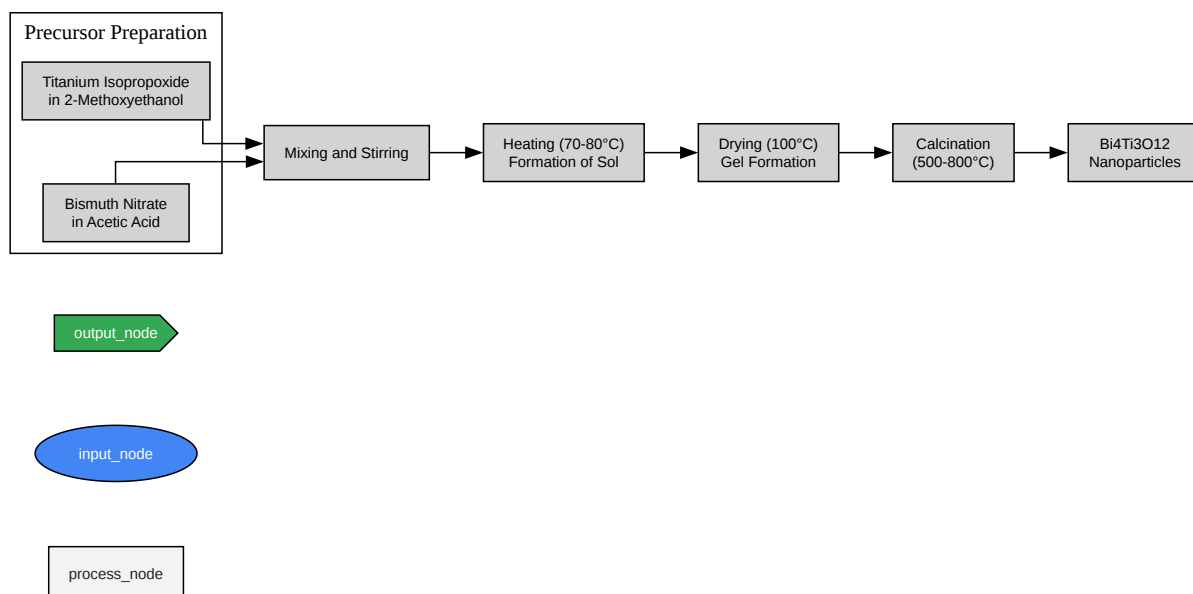 Precursor Preparation
Titanium Isopropoxide
in 2-Methoxyethanol
Bismuth Nitrate
in Acetic Acid
Mixing and Stirring
Heating (70-80°C)
Formation of Sol
Drying (100°C)
Gel Formation
Calcination
(500-800°C)
Bi4Ti3O12
Nanoparticles
output_node
input_node
process_node